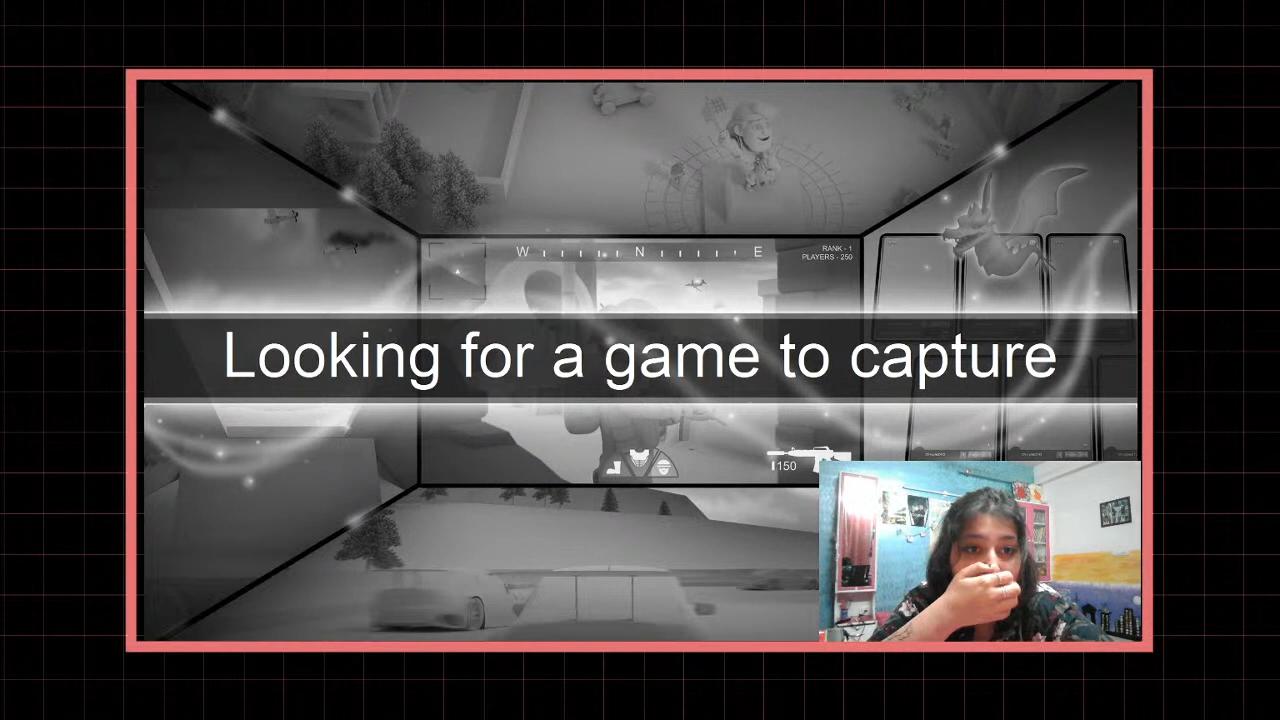 W N E
RANK - 1
PLAYERS - 250
Looking for a game to capture
150